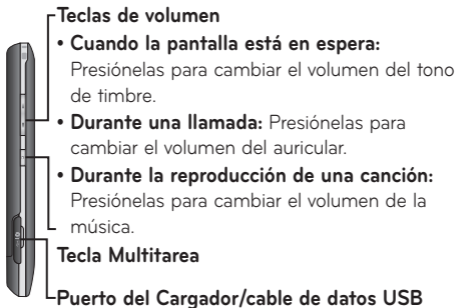 Teclas de volumen
• Cuando la pantalla está en espera:
Presiónelas para cambiar el volumen del tono
de timbre.
• Durante una llamada: Presiónelas para
cambiar el volumen del auricular.
• Durante la reproducción de una canción:
Presiónelas para cambiar el volumen de la
música.
Tecla Multitarea
Puerto del Cargador/cable de datos USB